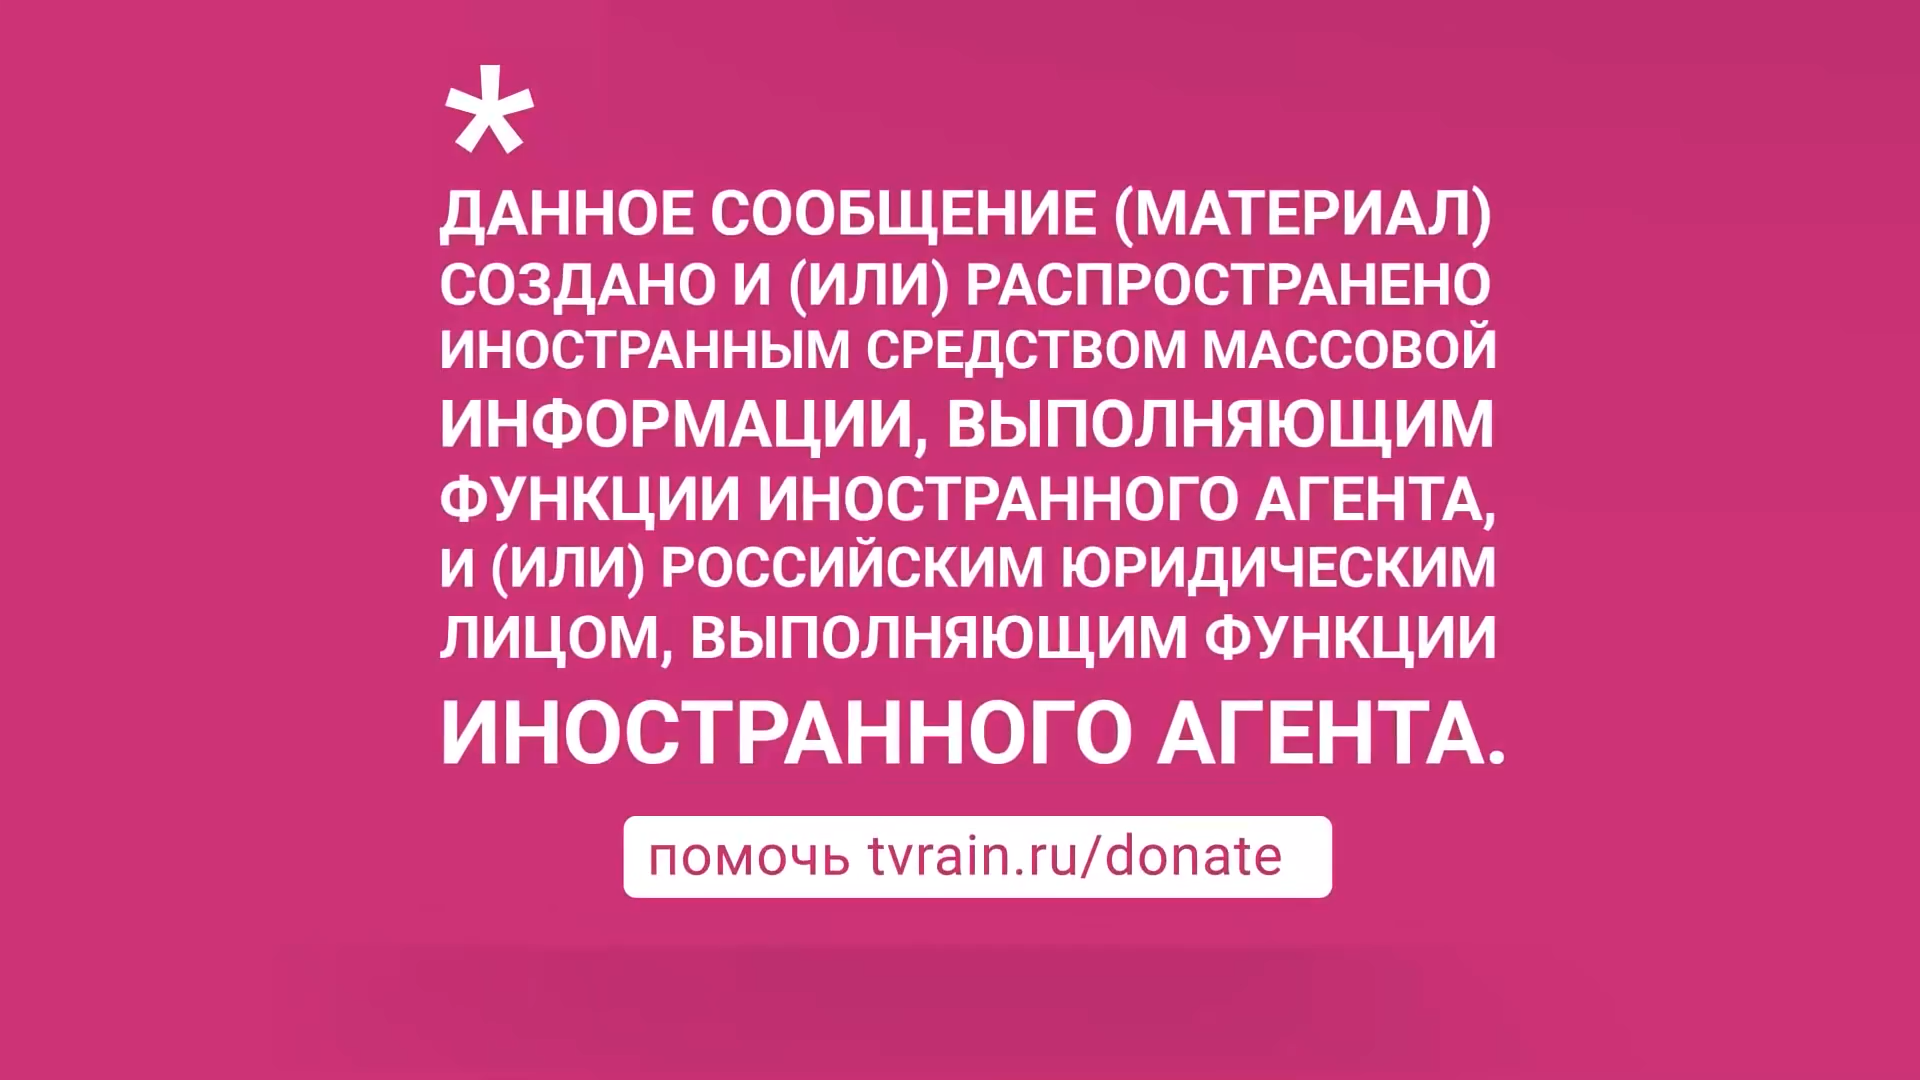 *
ДАННОЕ СООБЩЕНИЕ (МАТЕРИАЛ)
СОЗДАНО И (ИЛИ) РАСПРОСТРАНЕНО
ИНОСТРАННЫМ СРЕДСТВОМ МАССОВОЙ
ИНФОРМАЦИИ, ВЫПОЛНЯЮЩИМ
ФУНКЦИИ ИНОСТРАННОГО АГЕНТА,
И (ИЛИ) РОССИЙСКИМ ЮРИДИЧЕСКИМ
ЛИЦОМ, ВЫПОЛНЯЮЩИМ ФУНКЦИИ
ИНОСТРАННОГО АГЕНТА.
помочь tvrain.ru/donate